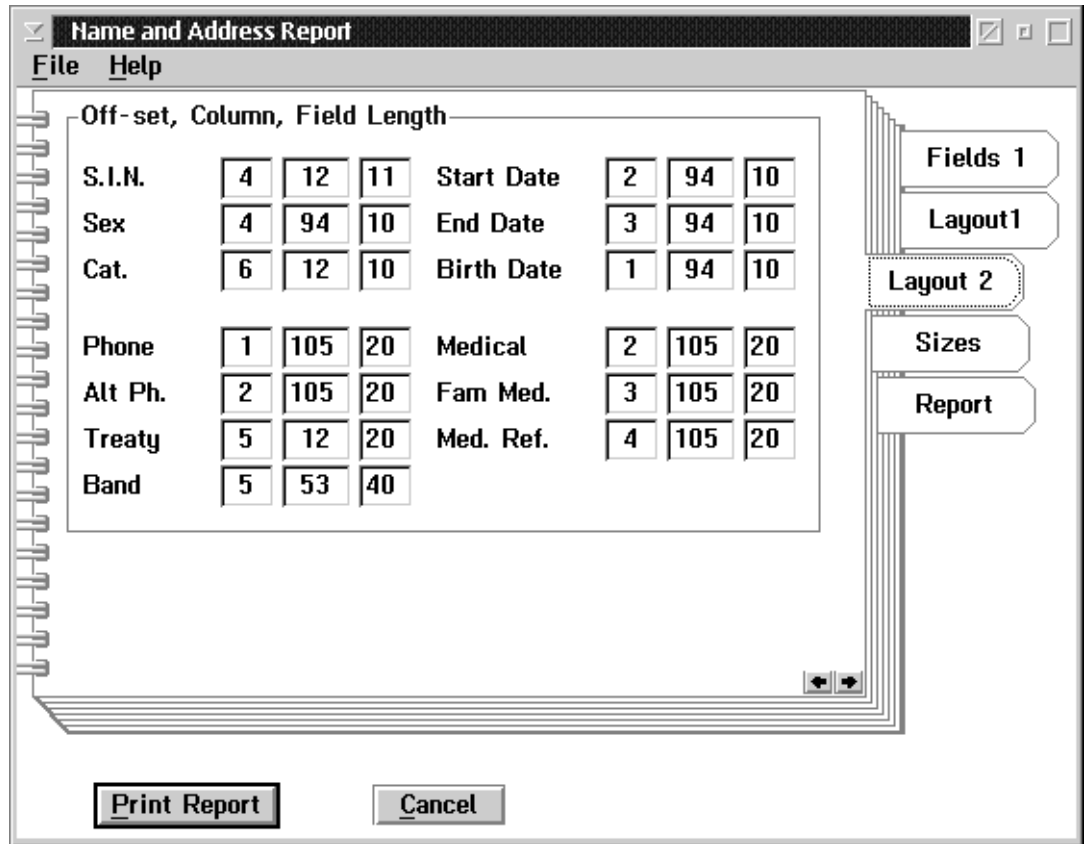 Name and Address Report
File Help
Off-set, Column, Field Length
S.I.N. 4 12 11 Start Date 2 94 10
Sex 4 94 10 End Date 3 94 10
Cat. 6 12 10 Birth Date 1 94 10
Phone 1 105 20 Medical 2 105 20
Alt Ph. 2 105 20 Fam Med. 3 105 20
Treaty 5 12 20 Med. Ref. 4 105 20
Band 5 53 40
Fields 1
Layout1
Layout 2
Sizes
Report
Print Report Cancel